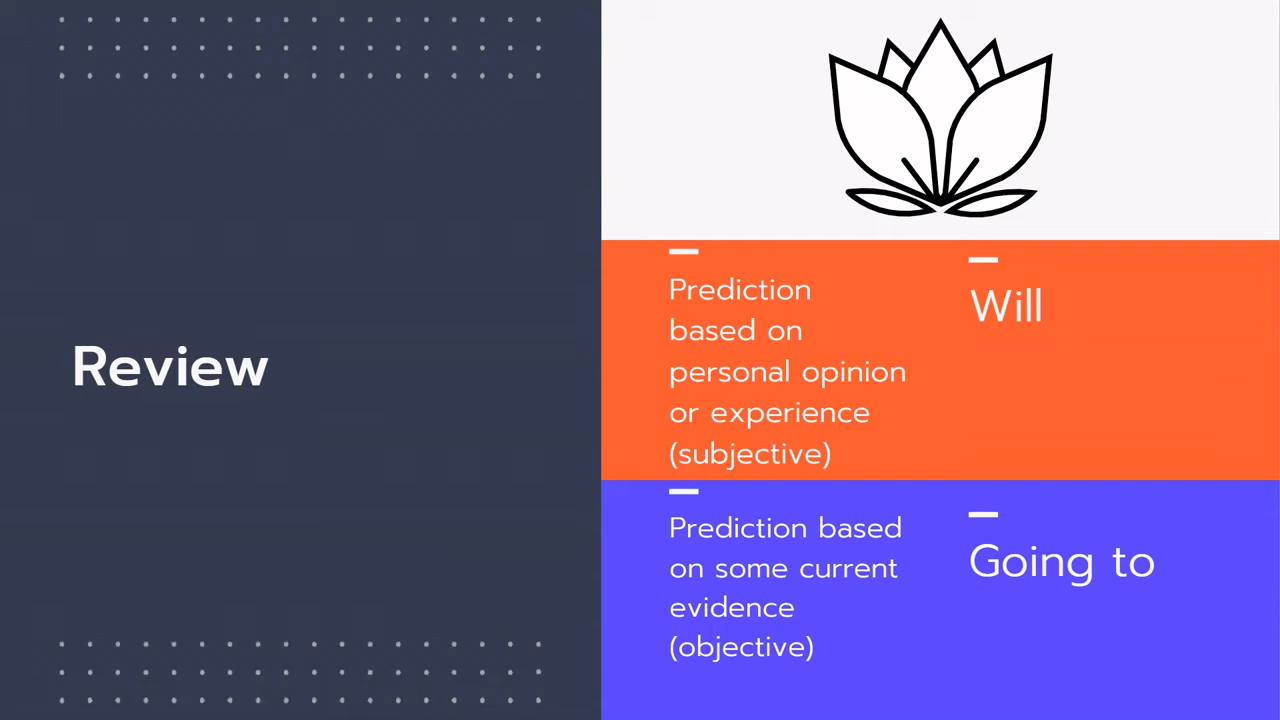 Review
Prediction
based on
personal opinion
or experience
(subjective)
Will
Prediction based
on some current
evidence
(objective)
Going to